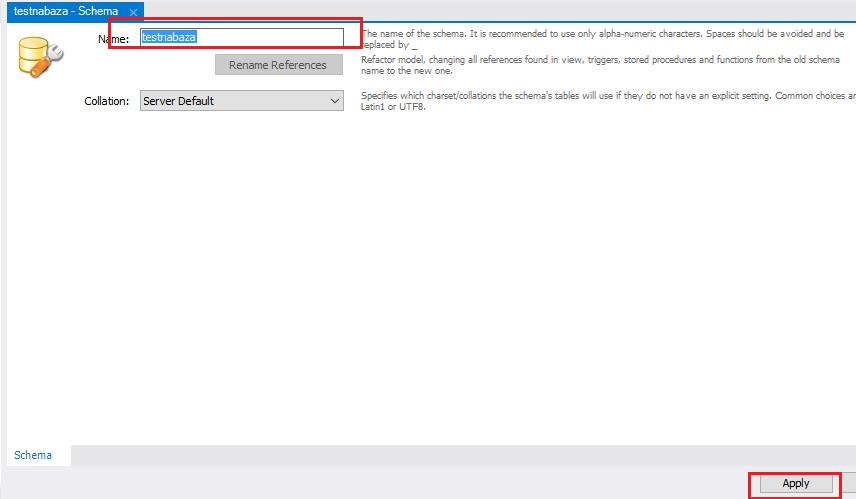 testnabaza - Schema
Name: testnabaza
The name of the schema. It is recommended to use only alpha-numeric characters. Spaces should be avoided and be
replaced by _
Rename References
Refactor model, changing all references found in view, triggers, stored procedures and functions from the old schema
name to the new one.
Collation: Server Default
Specifies which charset/collations the schema's tables will use if they do not have an explicit setting. Common choices ar
Latin1 or UTF8.
Schema
Apply